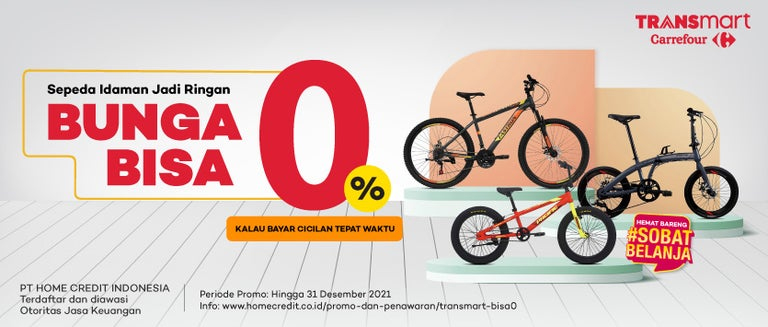 TRANSmart
Carrefour
Sepeda Idaman Jadi Ringan
BUNGA
BISA
0%
KALAU BAYAR CICILAN TEPAT WAKTU
HEMAT BARENG
#SOBAT
BELANJA
PT HOME CREDIT INDONESIA
Terdaftar dan diawasi
Otoritas Jasa Keuangan
Periode Promo: Hingga 31 Desember 2021
Info: www.homecredit.co.id/promo-dan-penawaran/transmart-bisa0